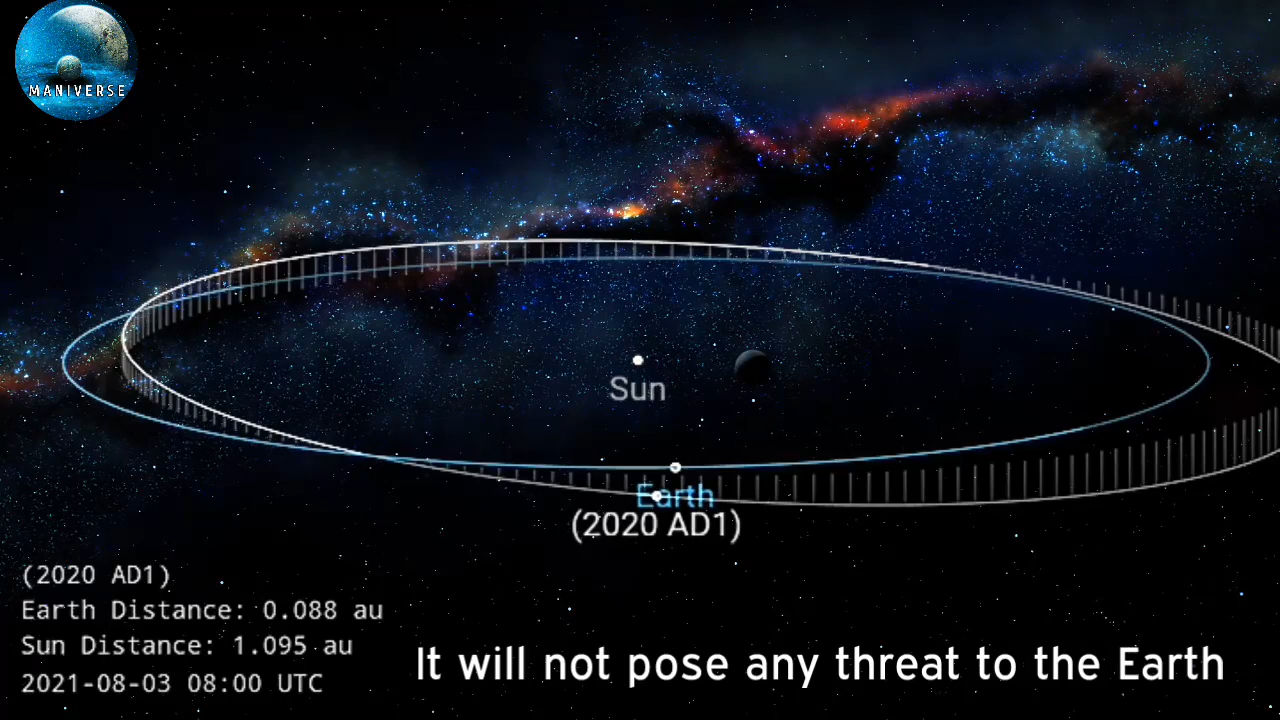 MANIVERSE
Sun
Earth
(2020 AD1)
(2020 AD1)
Earth Distance: 0.088 au
Sun Distance: 1.095 au
2021-08-03 08:00 UTC
It will not pose any threat to the Earth